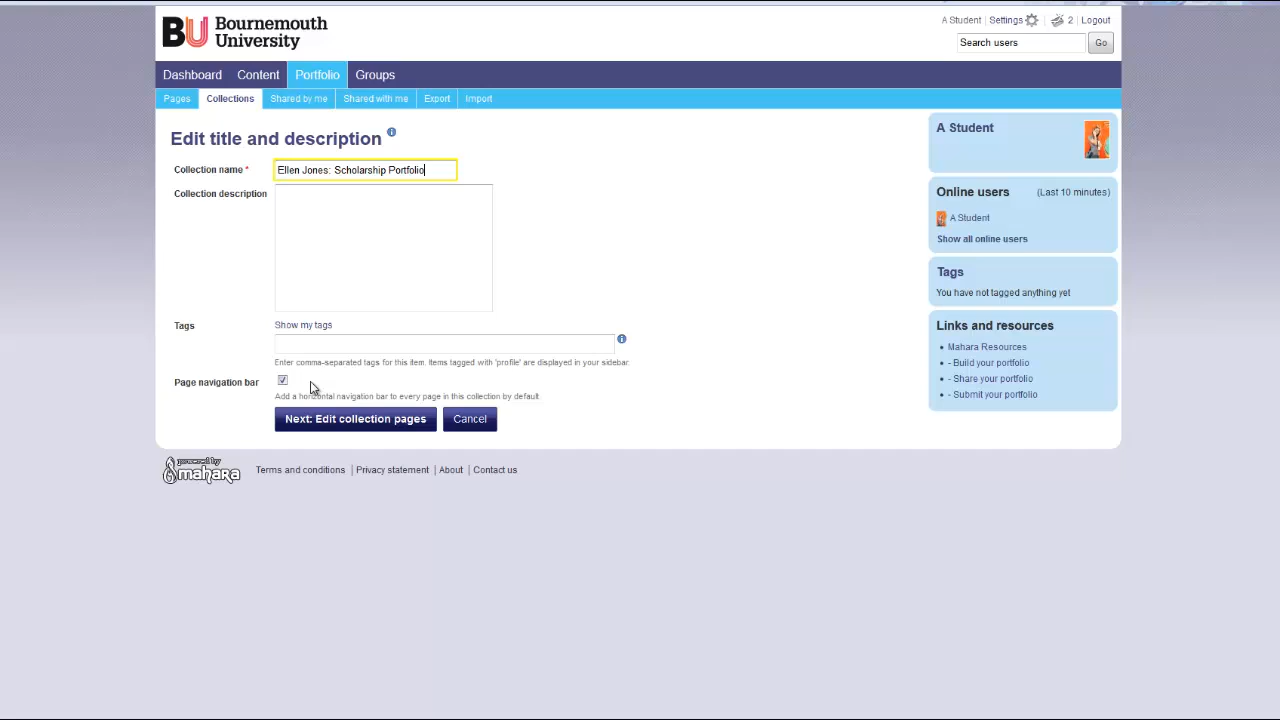 BU Bournemouth University
A Student Settings 2 Logout
Search users Go
Dashboard Content Portfolio Groups
Pages Collections Shared by me Shared with me Export Import
Edit title and description
Collection name * Ellen Jones: Scholarship Portfolio
Collection description
Tags Show my tags
Enter comma-separated tags for this item. Items tagged with 'profile' are displayed in your sidebar.
Page navigation bar
Add a horizontal navigation bar to every page in this collection by default
Next: Edit collection pages Cancel
A Student
Online users (Last 10 minutes)
A Student
Show all online users
Tags
You have not tagged anything yet
Links and resources
Mahara Resources
- Build your portfolio
- Share your portfolio
- Submit your portfolio
powered by
mahara Terms and conditions | Privacy statement | About | Contact us